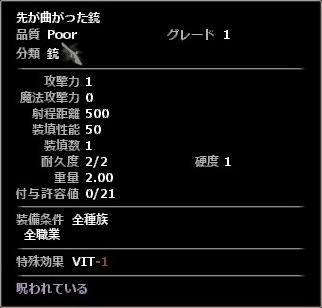 先が曲がった銃
品質 Poor グレード 1
分類 銃
攻撃力 1
魔法攻撃力 0
射程距離 500
装填性能 50
装填数 1
耐久度 2/2 硬度 1
重量 2.00
付与許容値 0/21
装備条件 全種族
全職業
特殊効果 VIT-1
呪われている